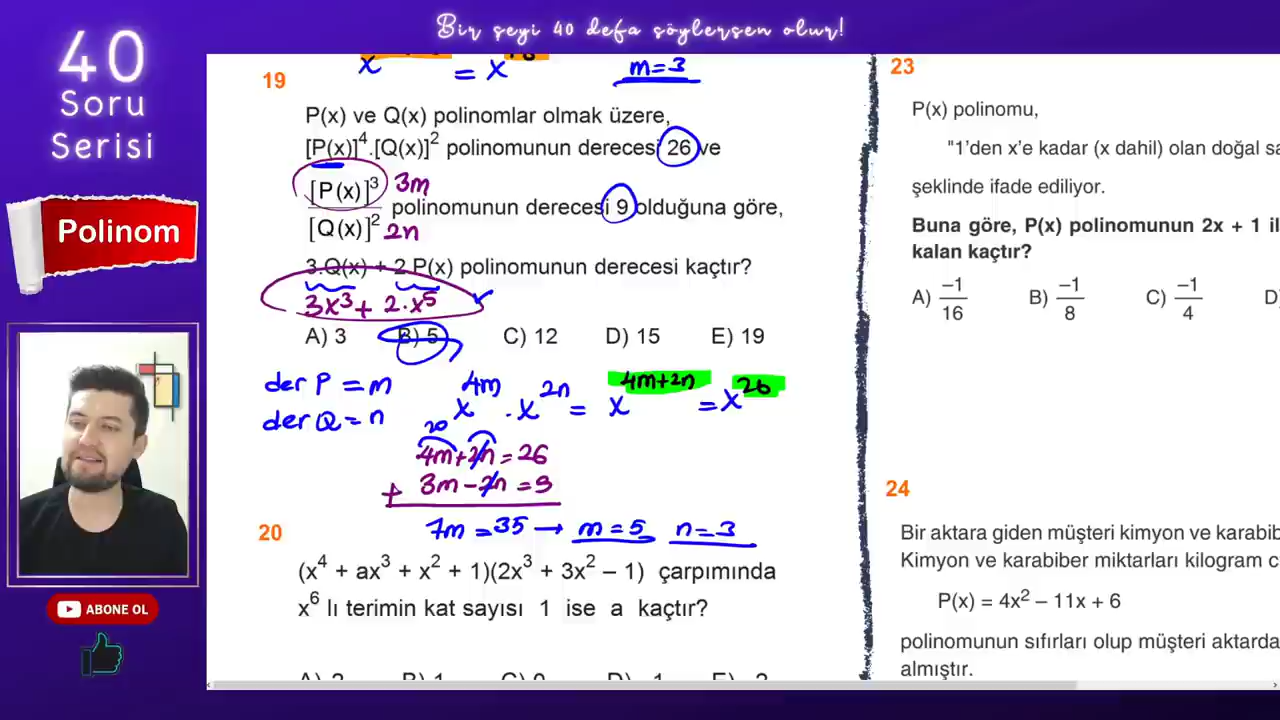 Bir şeyi 40 defa söylersen olur!
40
Soru
Serisi
Polinom
ABONE OL
x = x m=3
19
P(x) ve Q(x) polinomlar olmak üzere,
[P(x)]⁴.[Q(x)]² polinomunun derecesi 26 ve
[P(x)]³ 3m
polinomunun derecesi 9 olduğuna göre,
[Q(x)]² 2n
3.Q(x) + 2.P(x) polinomunun derecesi kaçtır?
3x³ + 2.x⁵
A) 3 B) 5 C) 12 D) 15 E) 19
der P = m
der Q = n
x^4m . x^2n = x^4m+2n = x^26
20
4m+2n=26
+ 3m-2n=9
7m=35 → m=5 n=3
20
(x⁴ + ax³ + x² + 1)(2x³ + 3x² – 1) çarpımında
x⁶ lı terimin kat sayısı 1 ise a kaçtır?
23
P(x) polinomu,
"1'den x'e kadar (x dahil) olan doğal sa
şeklinde ifade ediliyor.
Buna göre, P(x) polinomunun 2x + 1 il
kalan kaçtır?
A) –1/16 B) –1/8 C) –1/4 D)
24
Bir aktara giden müşteri kimyon ve karabib
Kimyon ve karabiber miktarları kilogram c
P(x) = 4x² – 11x + 6
polinomunun sıfırları olup müşteri aktarda
almıştır.